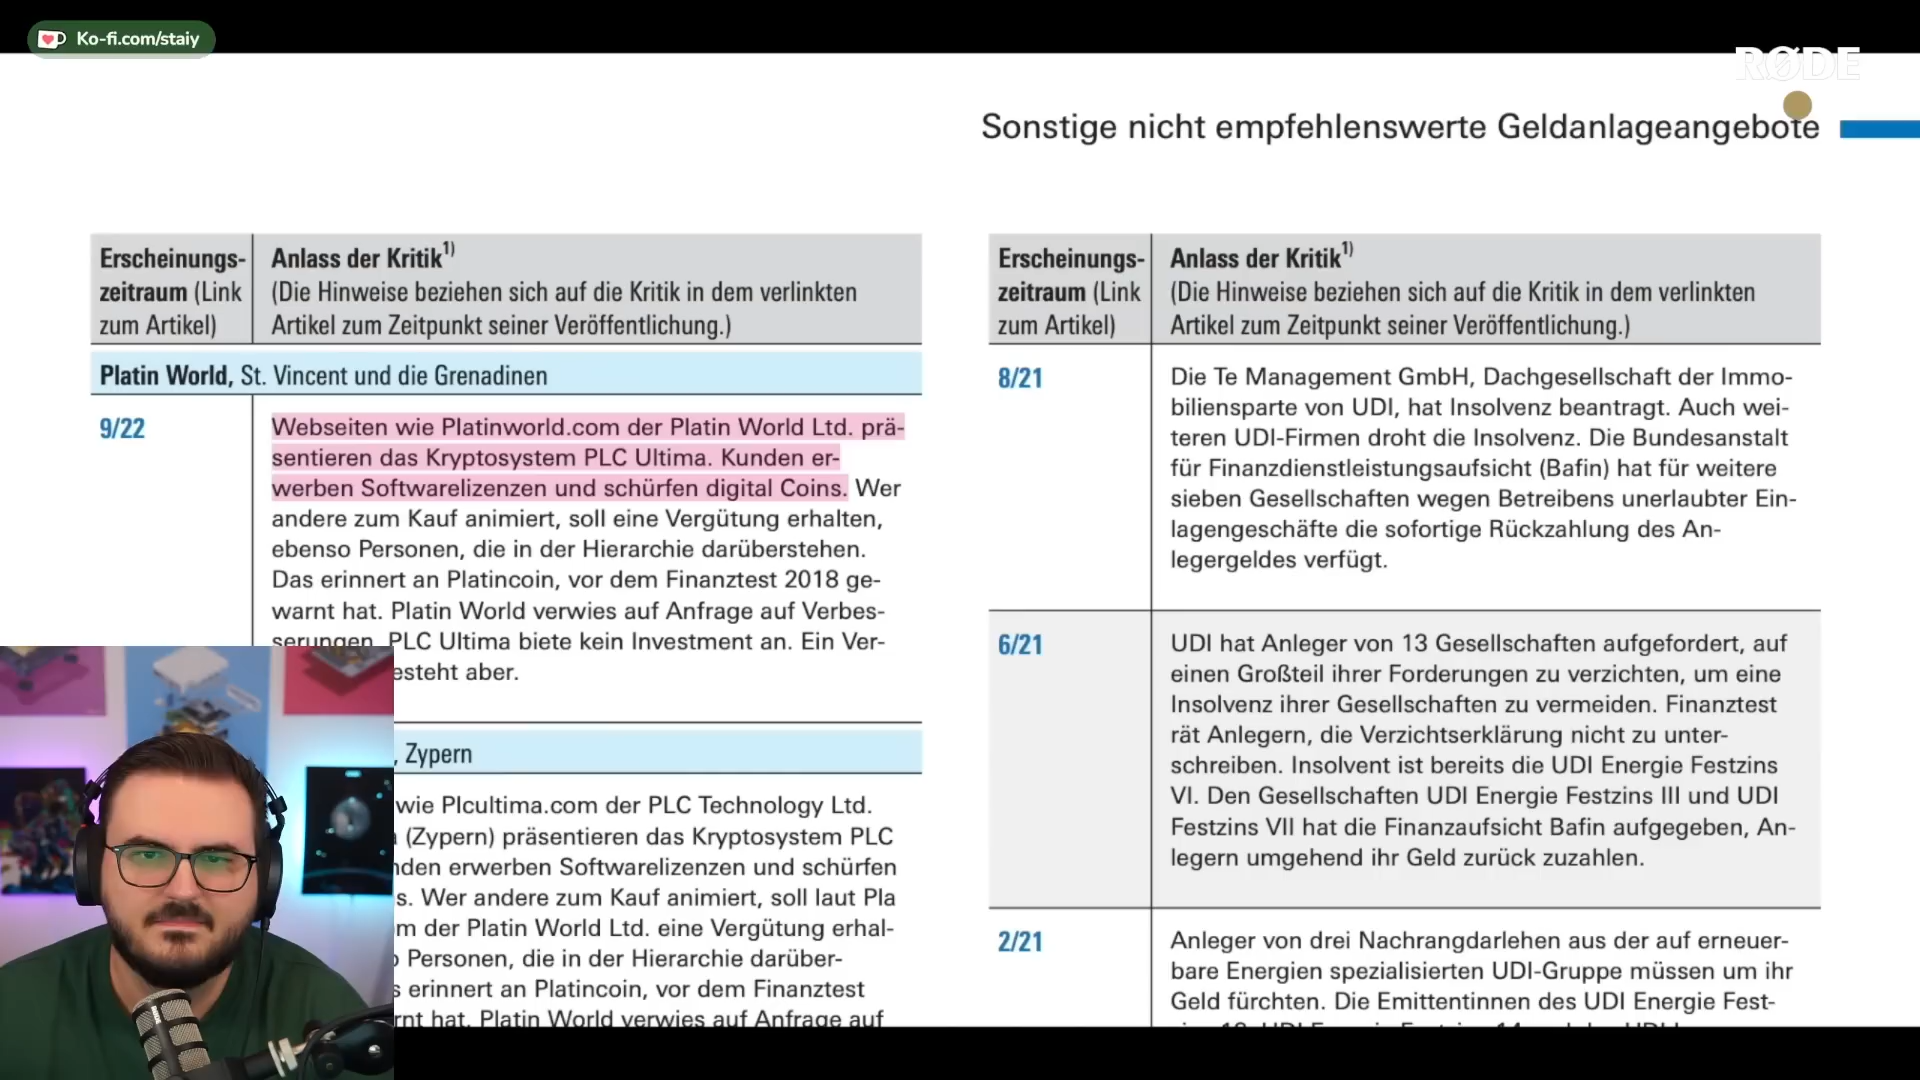 Ko-fi.com/staiy
RØDE
Sonstige nicht empfehlenswerte Geldanlageangebote
Erscheinungs-
zeitraum (Link
zum Artikel)
Anlass der Kritik1)
(Die Hinweise beziehen sich auf die Kritik in dem verlinkten
Artikel zum Zeitpunkt seiner Veröffentlichung.)
Platin World, St. Vincent und die Grenadinen
9/22
Webseiten wie Platinworld.com der Platin World Ltd. prä-
sentieren das Kryptosystem PLC Ultima. Kunden er-
werben Softwarelizenzen und schürfen digital Coins. Wer
andere zum Kauf animiert, soll eine Vergütung erhalten,
ebenso Personen, die in der Hierarchie darüberstehen.
Das erinnert an Platincoin, vor dem Finanztest 2018 ge-
warnt hat. Platin World verwies auf Anfrage auf Verbes-
serungen. PLC Ultima biete kein Investment an. Ein Ver-
esteht aber.
, Zypern
wie Plcultima.com der PLC Technology Ltd.
(Zypern) präsentieren das Kryptosystem PLC
den erwerben Softwarelizenzen und schürfen
s. Wer andere zum Kauf animiert, soll laut Pla
m der Platin World Ltd. eine Vergütung erhal-
Personen, die in der Hierarchie darüber-
s erinnert an Platincoin, vor dem Finanztest
rnt hat. Platin World verwies auf Anfrage auf
Erscheinungs-
zeitraum (Link
zum Artikel)
Anlass der Kritik1)
(Die Hinweise beziehen sich auf die Kritik in dem verlinkten
Artikel zum Zeitpunkt seiner Veröffentlichung.)
8/21
Die Te Management GmbH, Dachgesellschaft der Immo-
biliensparte von UDI, hat Insolvenz beantragt. Auch wei-
teren UDI-Firmen droht die Insolvenz. Die Bundesanstalt
für Finanzdienstleistungsaufsicht (Bafin) hat für weitere
sieben Gesellschaften wegen Betreibens unerlaubter Ein-
lagengeschäfte die sofortige Rückzahlung des An-
legergeldes verfügt.
6/21
UDI hat Anleger von 13 Gesellschaften aufgefordert, auf
einen Großteil ihrer Forderungen zu verzichten, um eine
Insolvenz ihrer Gesellschaften zu vermeiden. Finanztest
rät Anlegern, die Verzichtserklärung nicht zu unter-
schreiben. Insolvent ist bereits die UDI Energie Festzins
VI. Den Gesellschaften UDI Energie Festzins III und UDI
Festzins VII hat die Finanzaufsicht Bafin aufgegeben, An-
legern umgehend ihr Geld zurück zuzahlen.
2/21
Anleger von drei Nachrangdarlehen aus der auf erneuer-
bare Energien spezialisierten UDI-Gruppe müssen um ihr
Geld fürchten. Die Emittentinnen des UDI Energie Fest-